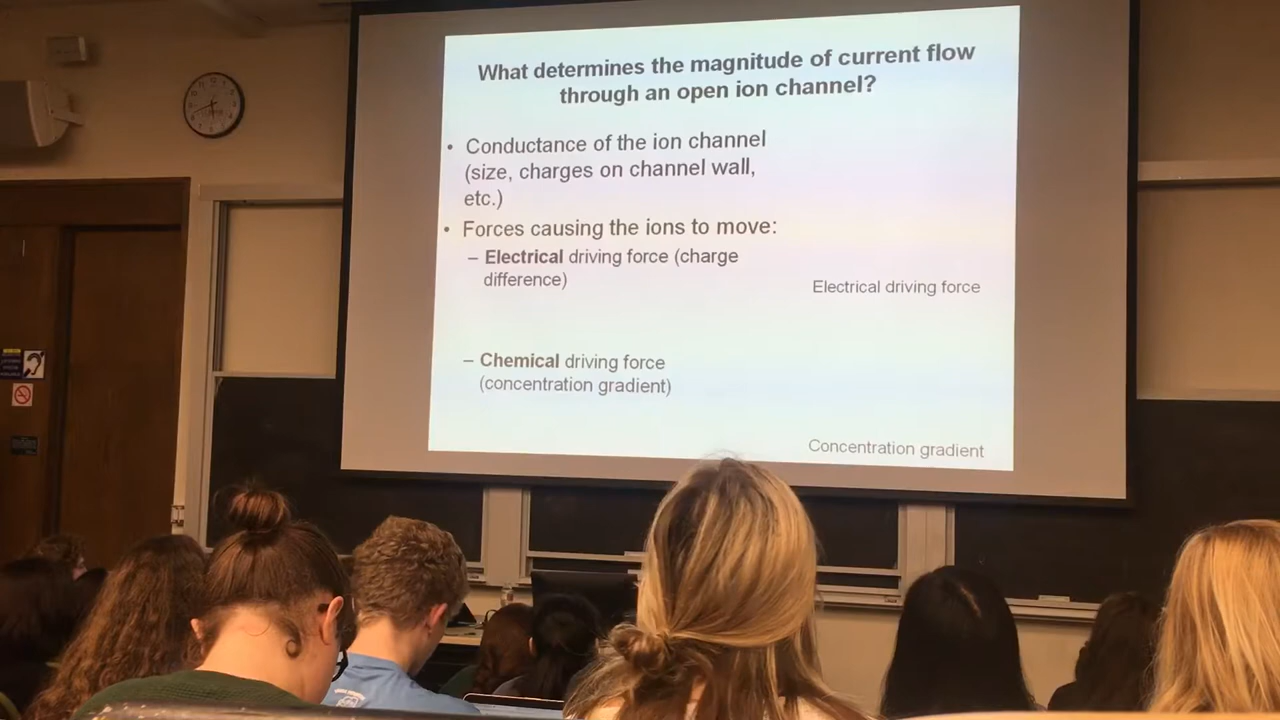 What determines the magnitude of current flow
through an open ion channel?
• Conductance of the ion channel
(size, charges on channel wall,
etc.)
• Forces causing the ions to move:
– Electrical driving force (charge
difference)
Electrical driving force
– Chemical driving force
(concentration gradient)
Concentration gradient